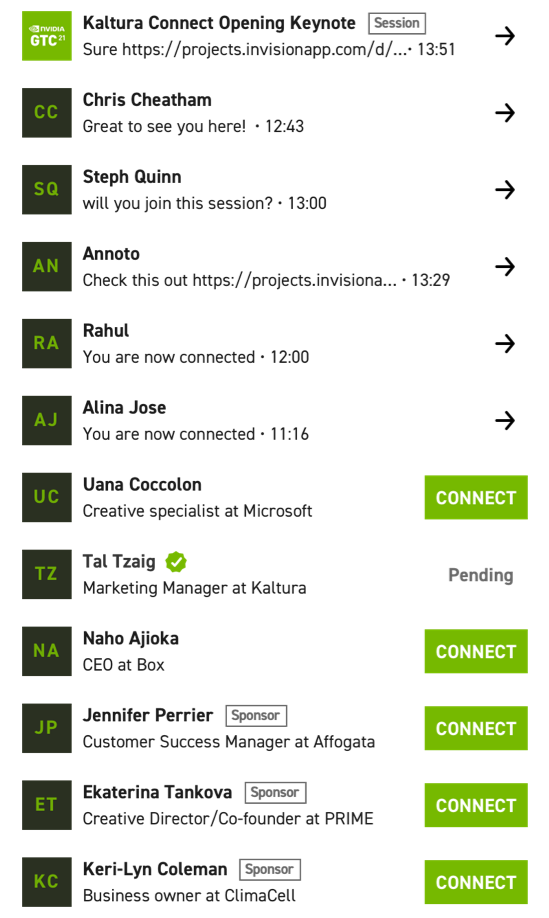 NVIDIA
GTC 21
Kaltura Connect Opening Keynote Session
Sure https://projects.invisionapp.com/d/...· 13:51
CC
Chris Cheatham
Great to see you here! · 12:43
SQ
Steph Quinn
will you join this session? · 13:00
AN
Annoto
Check this out https://projects.invisiona... · 13:29
RA
Rahul
You are now connected · 12:00
AJ
Alina Jose
You are now connected · 11:16
UC
Uana Coccolon
Creative specialist at Microsoft
CONNECT
TZ
Tal Tzaig
Marketing Manager at Kaltura
Pending
NA
Naho Ajioka
CEO at Box
CONNECT
JP
Jennifer Perrier Sponsor
Customer Success Manager at Affogata
CONNECT
ET
Ekaterina Tankova Sponsor
Creative Director/Co-founder at PRIME
CONNECT
KC
Keri-Lyn Coleman Sponsor
Business owner at ClimaCell
CONNECT